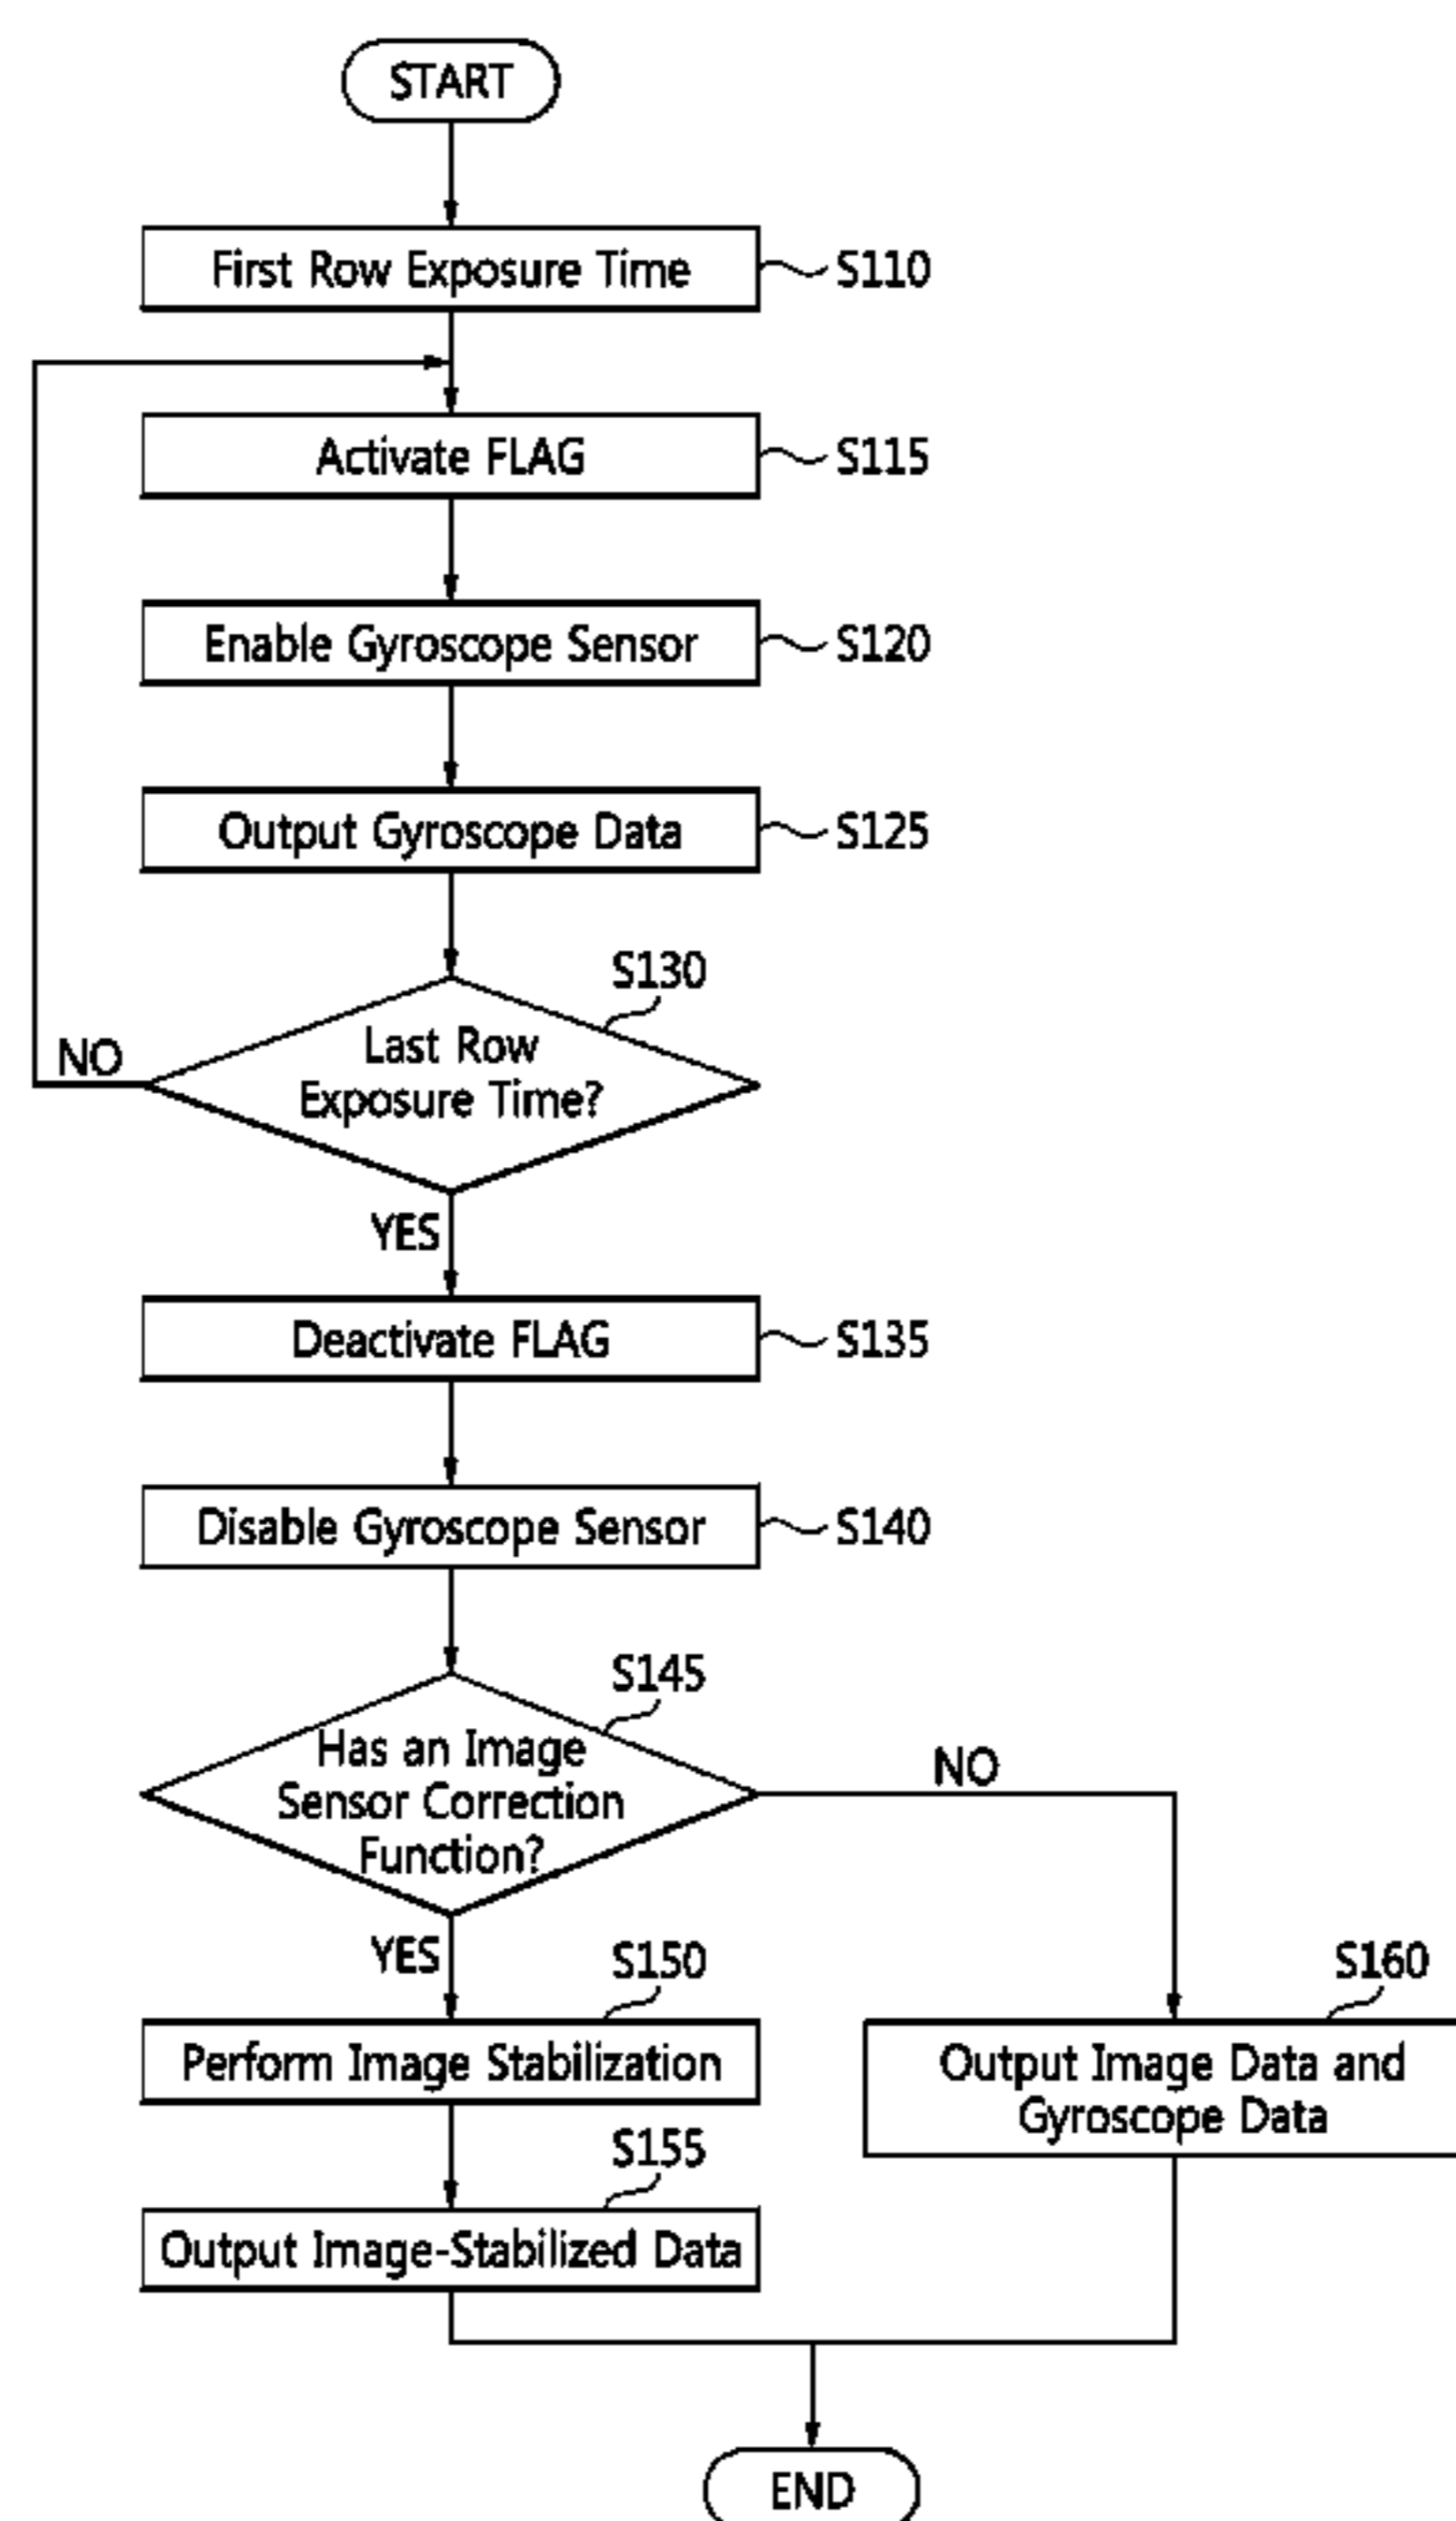 START
First Row Exposure Time
S110
Activate FLAG
S115
Enable Gyroscope Sensor
S120
Output Gyroscope Data
S125
S130
Last Row
Exposure Time?
NO
YES
Deactivate FLAG
S135
Disable Gyroscope Sensor
S140
S145
Has an Image
Sensor Correction
Function?
NO
YES
S150
Perform Image Stabilization
S160
Output Image Data and
Gyroscope Data
S155
Output Image-Stabilized Data
END